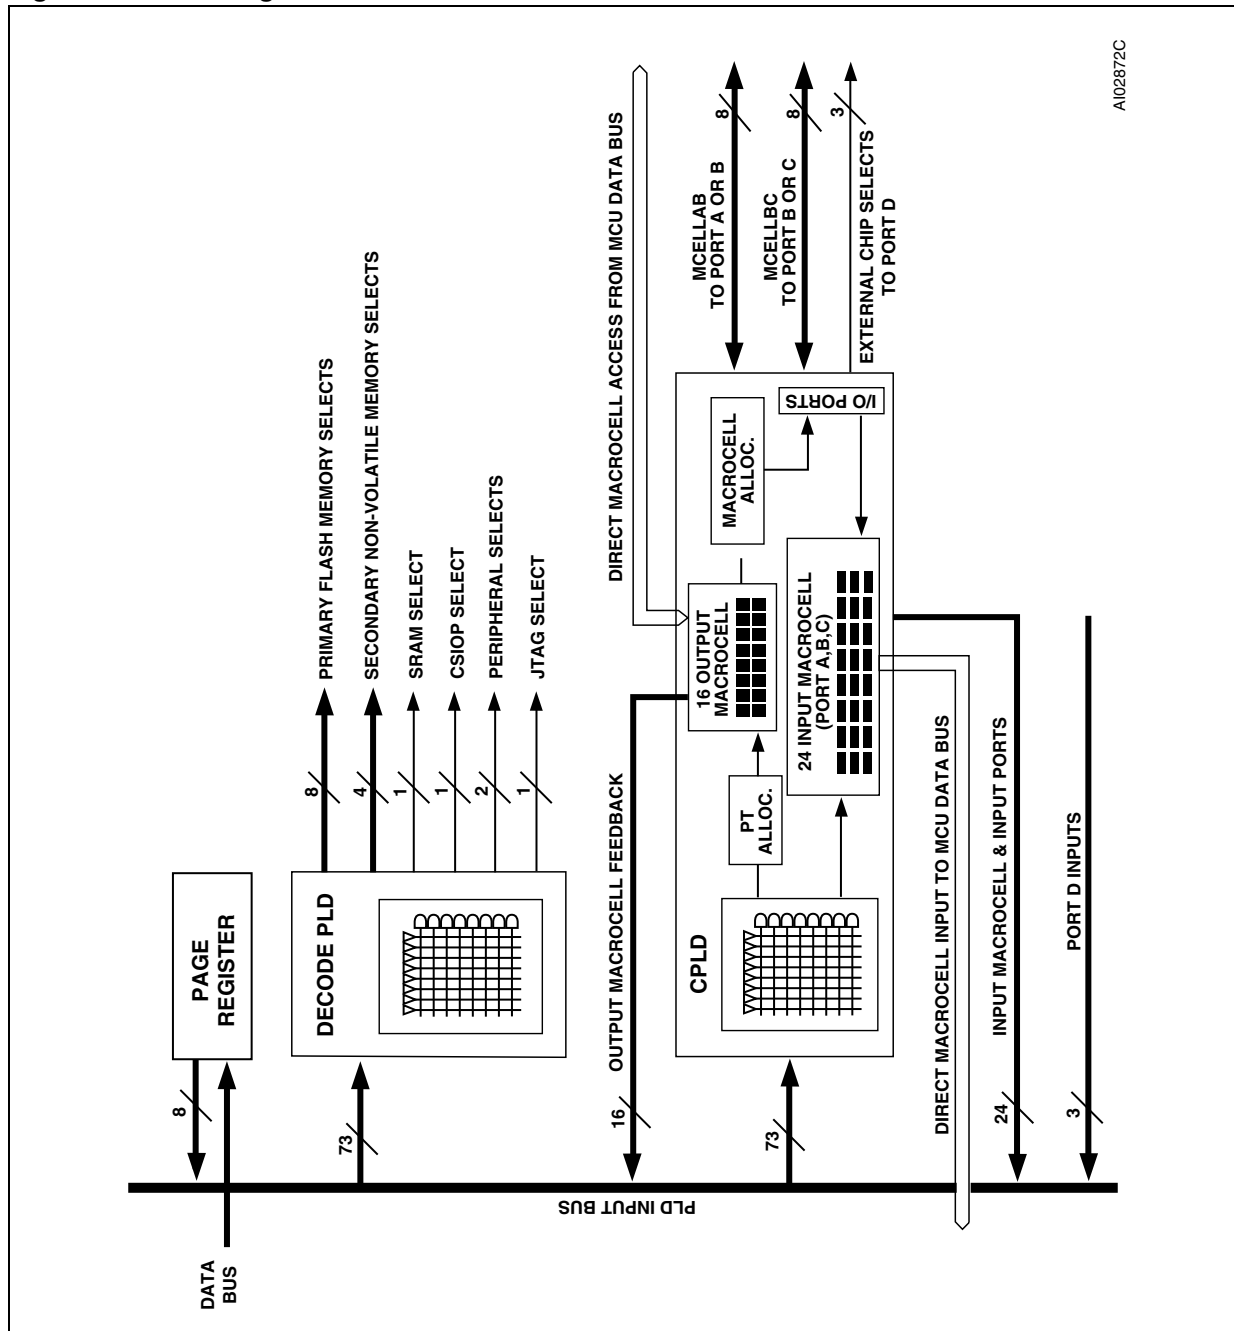 DATA
BUS
8
PAGE
REGISTER
73
DECODE PLD
8
PRIMARY FLASH MEMORY SELECTS
4
SECONDARY NON-VOLATILE MEMORY SELECTS
1
SRAM SELECT
1
CSIOP SELECT
2
PERIPHERAL SELECTS
1
JTAG SELECT
PLD INPUT BUS
16
OUTPUT MACROCELL FEEDBACK
DIRECT MACROCELL ACCESS FROM MCU DATA BUS
73
CPLD
PT
ALLOC.
16 OUTPUT
MACROCELL
MACROCELL
ALLOC.
24 INPUT MACROCELL
(PORT A,B,C)
I/O PORTS
MCELLAB
TO PORT A OR B
8
MCELLBC
TO PORT B OR C
8
EXTERNAL CHIP SELECTS
TO PORT D
3
DIRECT MACROCELL INPUT TO MCU DATA BUS
24
INPUT MACROCELL & INPUT PORTS
3
PORT D INPUTS
AI02872C